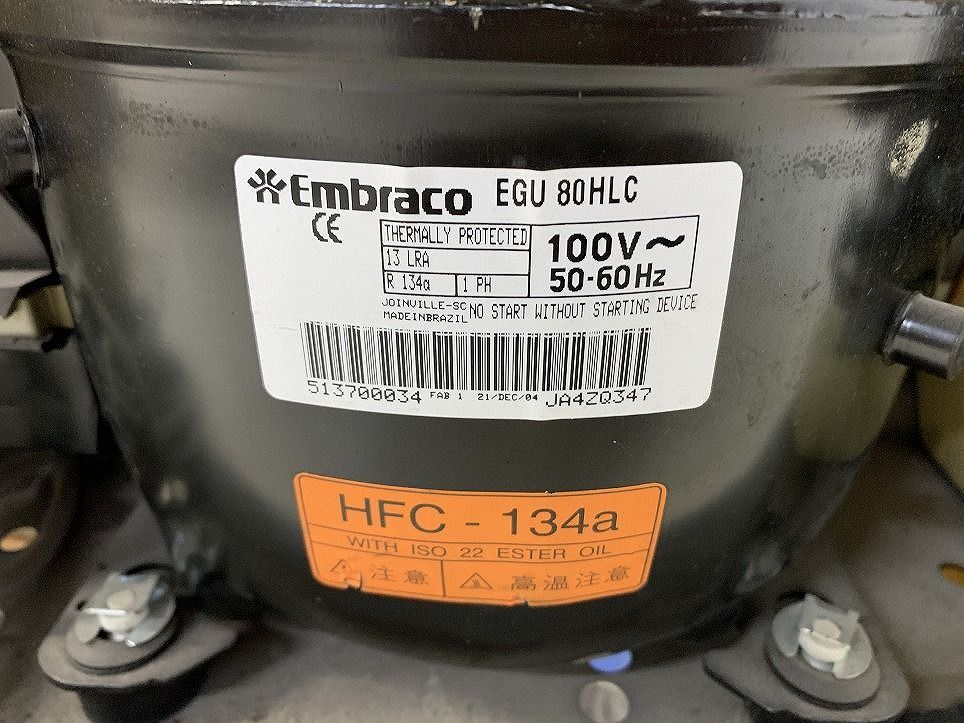 Embraco EGU 80HLC
CE
THERMALLY PROTECTED
13 LRA
R 134a 1 PH
100V~
50-60Hz
JOINVILLE-SC
MADEINBRAZIL
NO START WITHOUT STARTING DEVICE
513700034 FAB 1 21/DEC/04 JA4ZQ347
HFC - 134a
WITH ISO 22 ESTER OIL
注意 高温注意